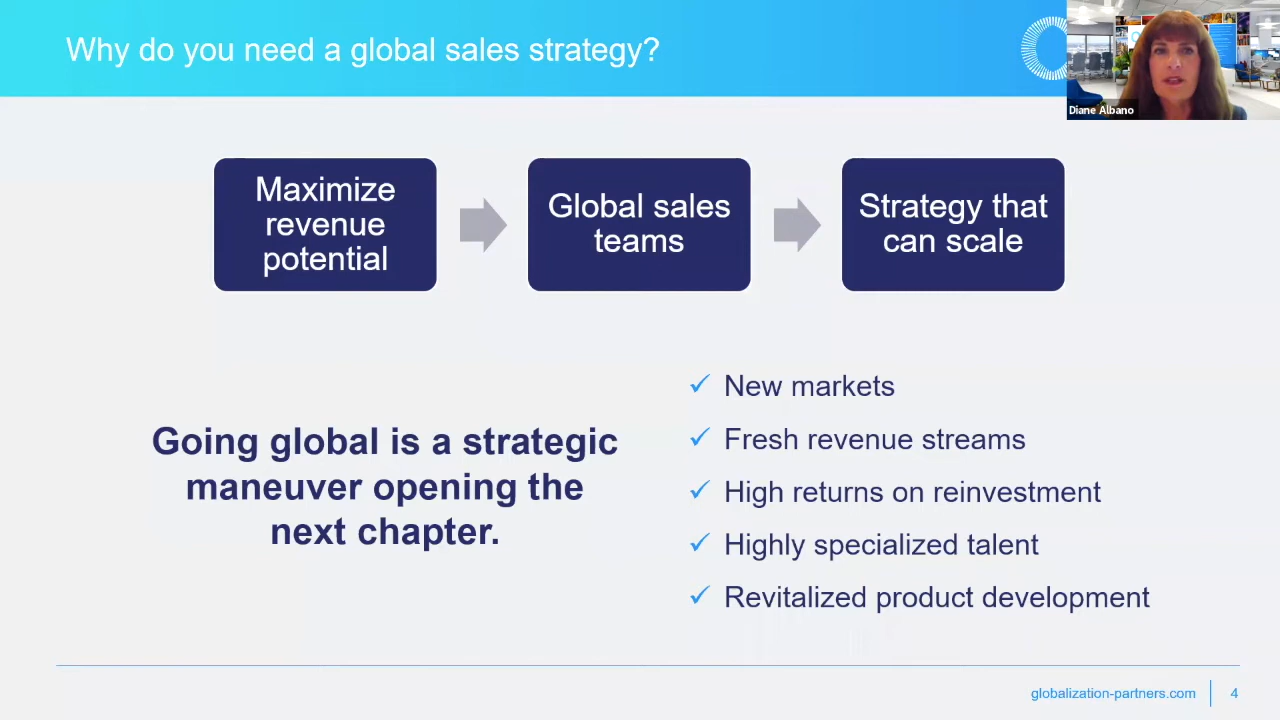 Why do you need a global sales strategy?
Diane Albano
Maximize
revenue
potential
Global sales
teams
Strategy that
can scale
Going global is a strategic
maneuver opening the
next chapter.
✓ New markets
✓ Fresh revenue streams
✓ High returns on reinvestment
✓ Highly specialized talent
✓ Revitalized product development
globalization-partners.com 4